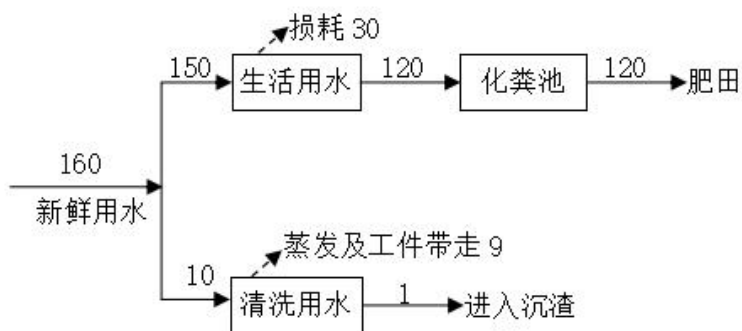 损耗 30
150
生活用水
120
化粪池
120
肥田
160
新鲜用水
蒸发及工件带走 9
10
清洗用水
1
进入沉渣